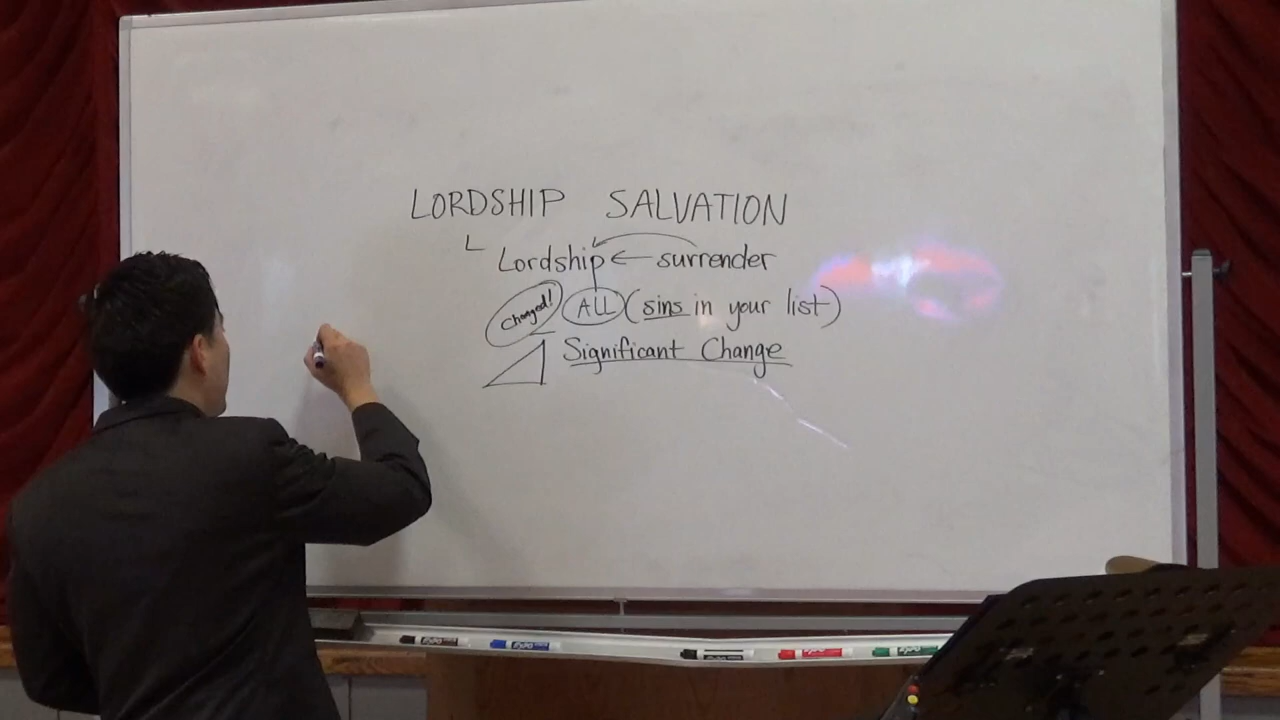 LORDSHIP SALVATION
Lordship ← surrender
Changed! ALL (sins in your list)
Significant Change
EXPO
EXPO
EXPO
EXPO
EXPO